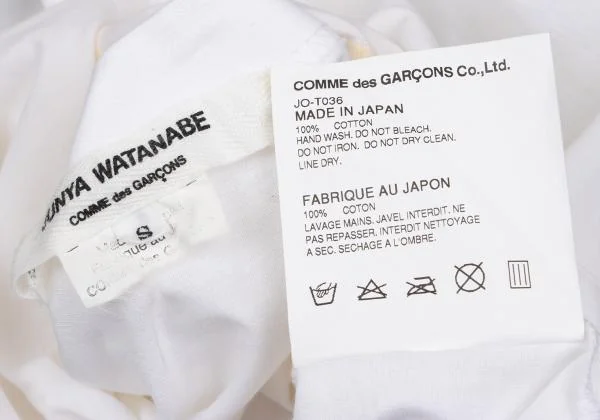 WATANABE
COMME des GARÇONS
S
COMME des GARÇONS Co.,Ltd.
JO-T036
MADE IN JAPAN
100% COTTON
HAND WASH. DO NOT BLEACH.
DO NOT IRON. DO NOT DRY CLEAN.
LINE DRY.
FABRIQUE AU JAPON
100% COTON
LAVAGE MAINS. JAVEL INTERDIT. NE
PAS REPASSER. INTERDIT NETTOYAGE
A SEC. SECHAGE A L'OMBRE.